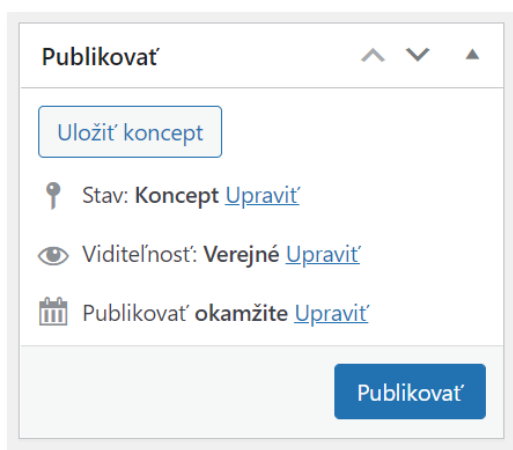 Publikovať
Uložiť koncept
Stav: Koncept Upraviť
Viditeľnosť: Verejné Upraviť
Publikovať okamžite Upraviť
Publikovať